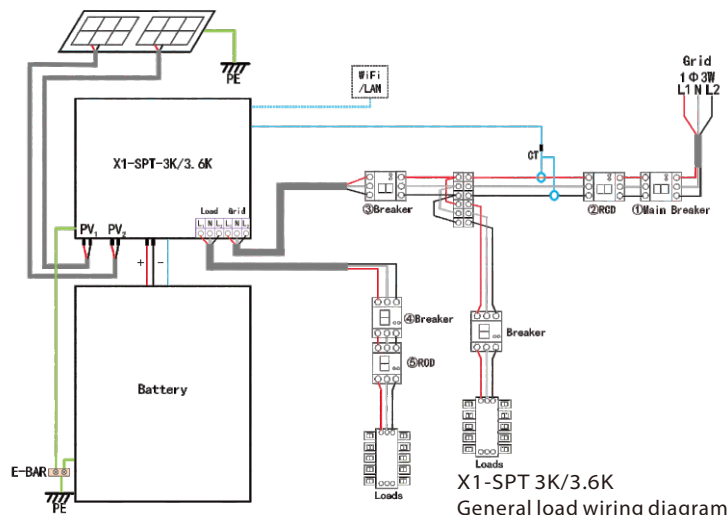 Grid
1Φ3W
L1 N L2
PE
WiFi
/LAN
X1-SPT-3K/3.6K
CT
③Breaker
②RCD
①Main Breaker
Load Grid
L N L L N L
PV1 PV2
+ −
④Breaker
Breaker
⑤RCD
Battery
E-BAR
PE
Loads
Loads
X1-SPT 3K/3.6K
General load wiring diagram